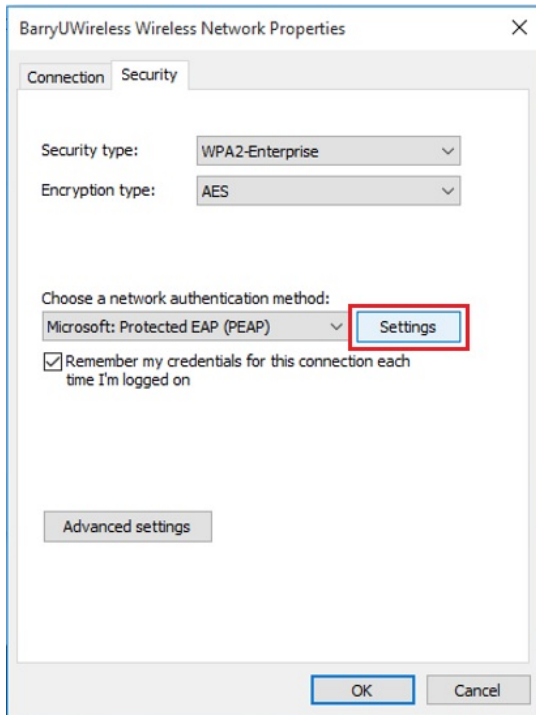 BarryUWireless Wireless Network Properties
Connection
Security
Security type:
WPA2-Enterprise
Encryption type:
AES
Choose a network authentication method:
Microsoft: Protected EAP (PEAP)
Settings
Remember my credentials for this connection each
time I'm logged on
Advanced settings
OK
Cancel